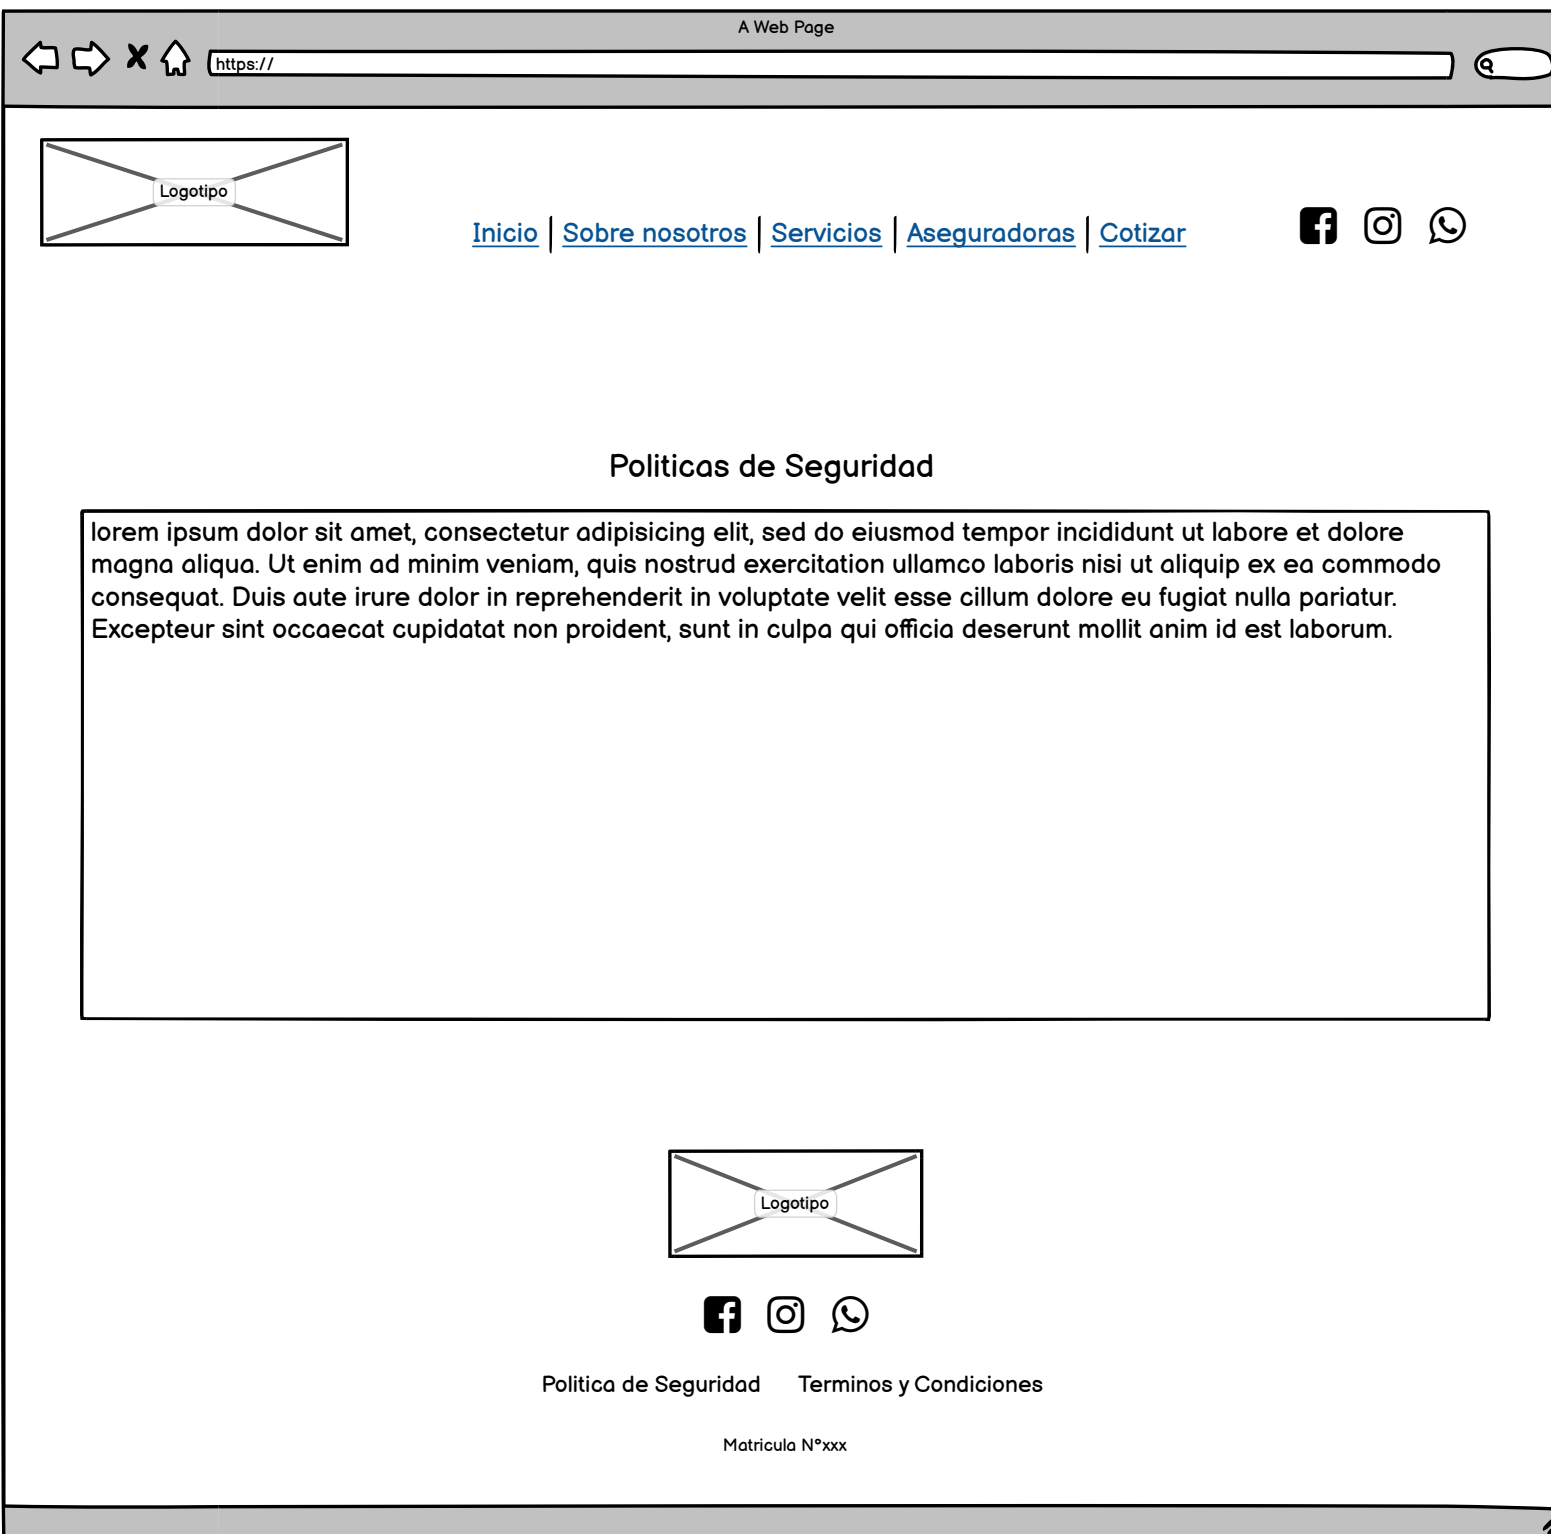 A Web Page
https://
Logotipo
Inicio | Sobre nosotros | Servicios | Aseguradoras | Cotizar
Politicas de Seguridad
lorem ipsum dolor sit amet, consectetur adipisicing elit, sed do eiusmod tempor incididunt ut labore et dolore
magna aliqua. Ut enim ad minim veniam, quis nostrud exercitation ullamco laboris nisi ut aliquip ex ea commodo
consequat. Duis aute irure dolor in reprehenderit in voluptate velit esse cillum dolore eu fugiat nulla pariatur.
Excepteur sint occaecat cupidatat non proident, sunt in culpa qui officia deserunt mollit anim id est laborum.
Logotipo
Politica de Seguridad Terminos y Condiciones
Matricula N°xxx